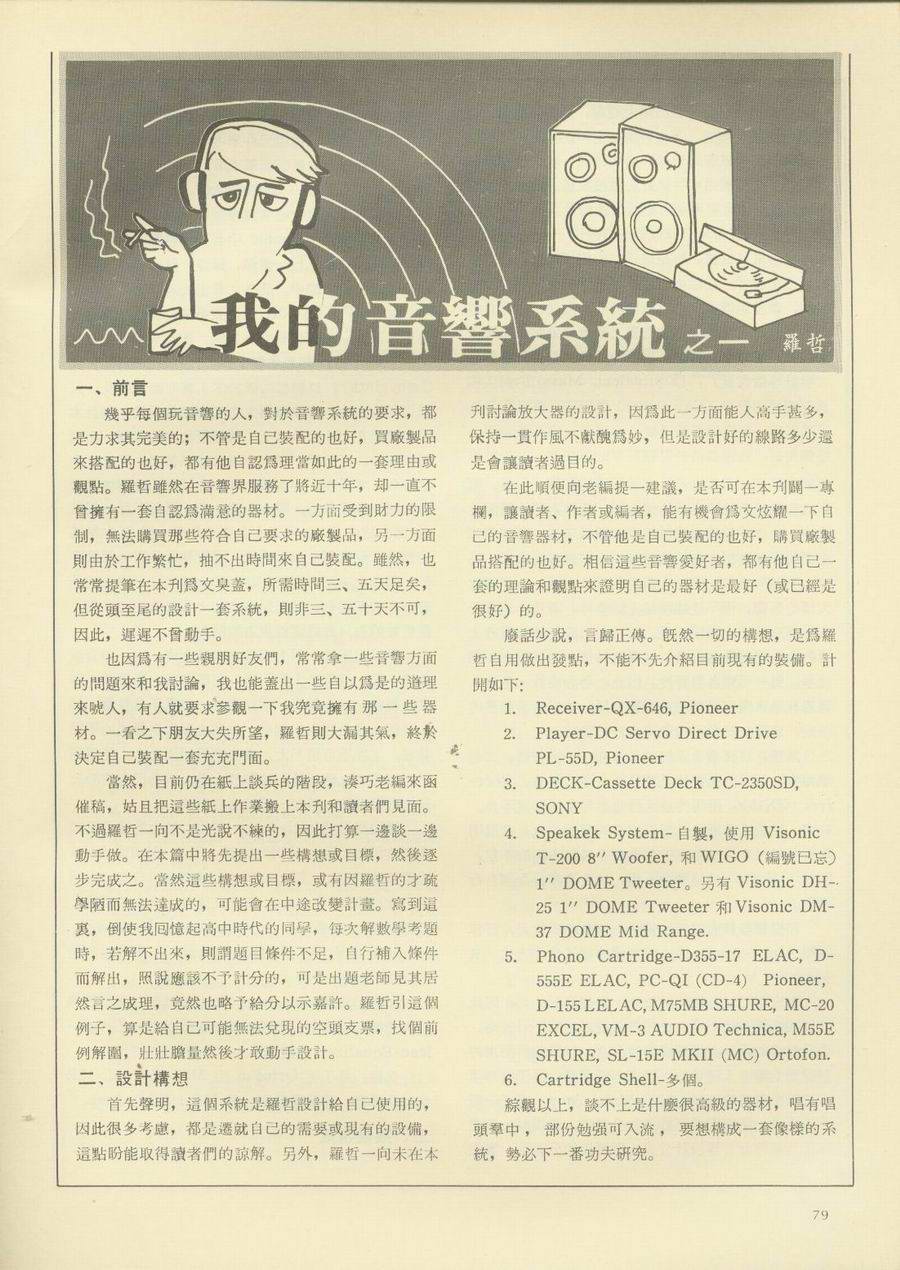 我的音響系統 之一 羅哲
一、前言
幾乎每個玩音響的人，對於音響系統的要求，都
是力求其完美的；不管是自己裝配的也好，買廠製品
來搭配的也好，都有他自認爲理當如此的一套理由或
觀點。羅哲雖然在音響界服務了將近十年，却一直不
曾擁有一套自認爲滿意的器材。一方面受到財力的限
制，無法購買那些符合自己要求的廠製品，另一方面
則由於工作繁忙，抽不出時間來自己裝配。雖然，也
常常提筆在本刋爲文臭蓋，所需時間三、五天足矣，
但從頭至尾的設計一套系統，則非三、五十天不可，
因此，遲遲不曾動手。
也因爲有一些親朋好友們，常常拿一些音響方面
的問題來和我討論，我也能蓋出一些自以爲是的道理
來唬人，有人就要求參觀一下我究竟擁有那一些器
材。一看之下朋友大失所望，羅哲則大漏其氣，終於
決定自己裝配一套充充門面。
當然，目前仍在紙上談兵的階段，湊巧老編來函
催稿，姑且把這些紙上作業搬上本刋和讀者們見面。
不過羅哲一向不是光說不練的，因此打算一邊談一邊
動手做。在本篇中將先提出一些構想或目標，然後逐
步完成之。當然這些構想或目標，或有因羅哲的才疏
學陋而無法達成的，可能會在中途改變計畫。寫到這
裏，倒使我囘憶起高中時代的同學，每次解數學考題
時，若解不出來，則謂題目條件不足，自行補入條件
而解出，照說應該不予計分的，可是出題老師見其居
然言之成理，竟然也略予給分以示嘉許。羅哲引這個
例子，算是給自己可能無法兌現的空頭支票，找個前
例解圍，壯壯膽量然後才敢動手設計。
二、設計構想
首先聲明，這個系統是羅哲設計給自己使用的，
因此很多考慮，都是遷就自己的需要或現有的設備，
這點盼能取得讀者們的諒解。另外，羅哲一向未在本
刋討論放大器的設計，因爲此一方面能人高手甚多，
保持一貫作風不獻醜爲妙，但是設計好的線路多少還
是會讓讀者過目的。
在此順便向老編提一建議，是否可在本刋闢一專
欄，讓讀者、作者或編者，能有機會爲文炫耀一下自
己的音響器材，不管他是自己裝配的也好，購買廠製
品搭配的也好。相信這些音響愛好者，都有他自己一
套的理論和觀點來證明自己的器材是最好（或已經是
很好）的。
廢話少說，言歸正傳。旣然一切的構想，是爲羅
哲自用做出發點，不能不先介紹目前現有的裝備。計
開如下:
1. Receiver-QX-646, Pioneer
2. Player-DC Servo Direct Drive
PL-55D, Pioneer
3. DECK-Cassette Deck TC-2350SD,
SONY
4. Speakek System-自製，使用 Visonic
T-200 8″ Woofer, 和 WIGO（編號已忘）
1″ DOME Tweeter。另有 Visonic DH-
25 1″ DOME Tweeter 和 Visonic DM-
37 DOME Mid Range.
5. Phono Cartridge-D355-17 ELAC, D-
555E ELAC, PC-QI (CD-4) Pioneer,
D-155 LELAC, M75MB SHURE, MC-20
EXCEL, VM-3 AUDIO Technica, M55E
SHURE, SL-15E MKII (MC) Ortofon.
6. Cartridge Shell-多個。
綜觀以上，談不上是什麼很高級的器材，唱有唱
頭羣中，部份勉强可入流，要想構成一套像樣的系
統，勢必下一番功夫研究。
79